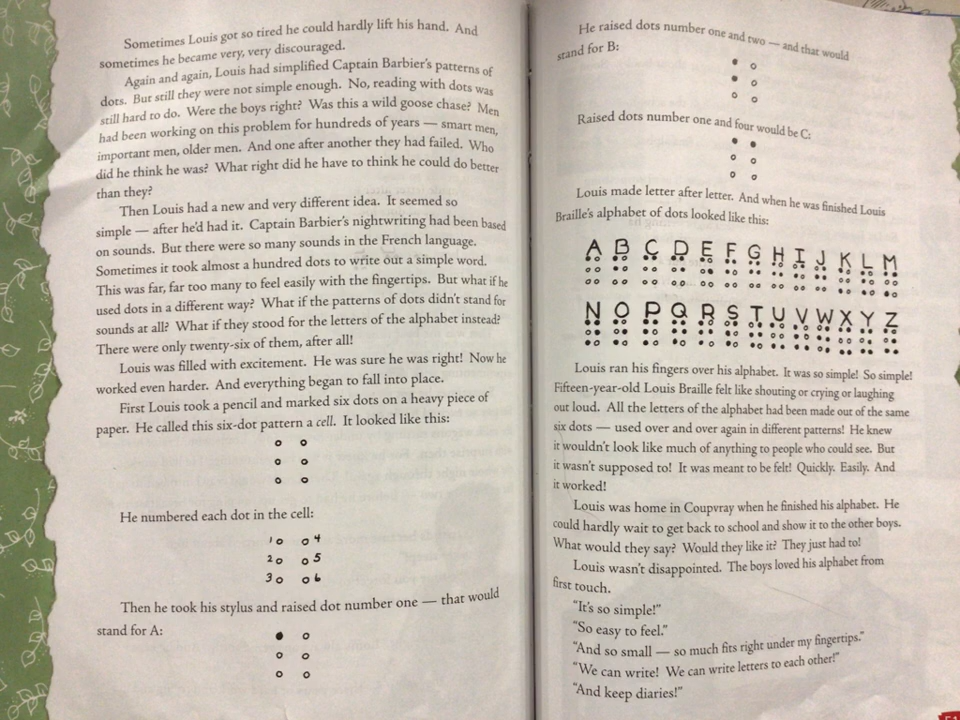 Sometimes Louis got so tired he could hardly lift his hand. And
sometimes he became very, very discouraged.
Again and again, Louis had simplified Captain Barbier's patterns of
dots. But still they were not simple enough. No, reading with dots was
still hard to do. Were the boys right? Was this a wild goose chase? Men
had been working on this problem for hundreds of years — smart men,
important men, older men. And one after another they had failed. Who
did he think he was? What right did he have to think he could do better
than they?
Then Louis had a new and very different idea. It seemed so
simple — after he'd had it. Captain Barbier's nightwriting had been based
on sounds. But there were so many sounds in the French language.
Sometimes it took almost a hundred dots to write out a simple word.
This was far, far too many to feel easily with the fingertips. But what if he
used dots in a different way? What if the patterns of dots didn't stand for
sounds at all? What if they stood for the letters of the alphabet instead?
There were only twenty-six of them, after all!
Louis was filled with excitement. He was sure he was right! Now he
worked even harder. And everything began to fall into place.
First Louis took a pencil and marked six dots on a heavy piece of
paper. He called this six-dot pattern a cell. It looked like this:
He numbered each dot in the cell:
1 4
2 5
3 6
Then he took his stylus and raised dot number one — that would
stand for A:
He raised dots number one and two — and that would
stand for B:
Raised dots number one and four would be C:
Louis made letter after letter. And when he was finished Louis
Braille's alphabet of dots looked like this:
A B C D E F G H I J K L M
N O P Q R S T U V W X Y Z
Louis ran his fingers over his alphabet. It was so simple! So simple!
Fifteen-year-old Louis Braille felt like shouting or crying or laughing
out loud. All the letters of the alphabet had been made out of the same
six dots — used over and over again in different patterns! He knew
it wouldn't look like much of anything to people who could see. But
it wasn't supposed to! It was meant to be felt! Quickly. Easily. And
it worked!
Louis was home in Coupvray when he finished his alphabet. He
could hardly wait to get back to school and show it to the other boys.
What would they say? Would they like it? They just had to!
Louis wasn't disappointed. The boys loved his alphabet from
first touch.
"It's so simple!"
"So easy to feel."
"And so small — so much fits right under my fingertips."
"We can write! We can write letters to each other!"
"And keep diaries!"